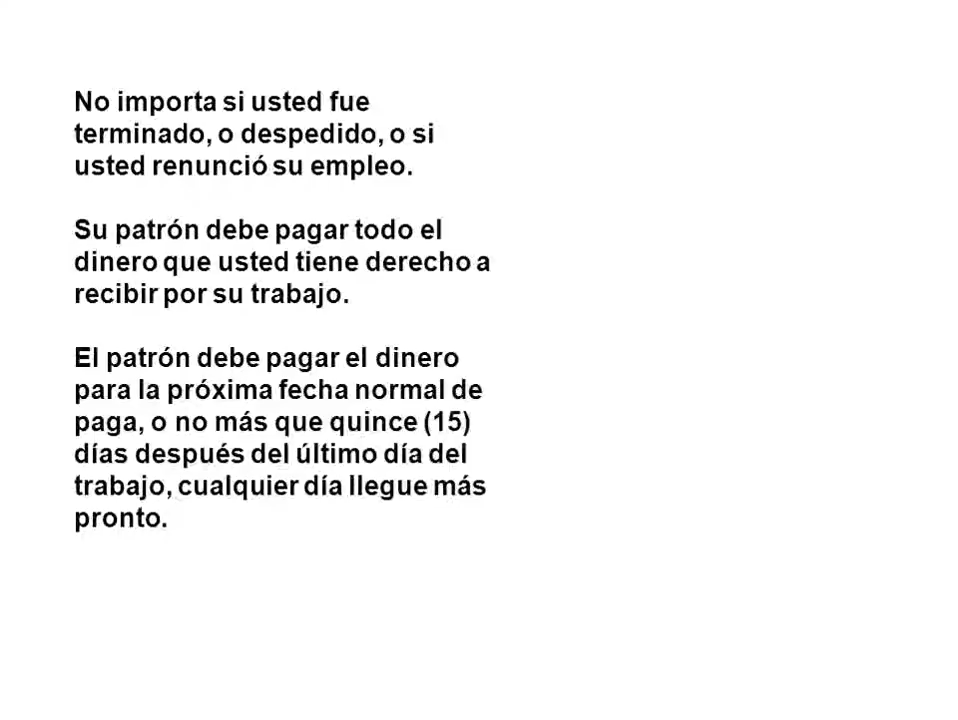 No importa si usted fue
terminado, o despedido, o si
usted renunció su empleo.
Su patrón debe pagar todo el
dinero que usted tiene derecho a
recibir por su trabajo.
El patrón debe pagar el dinero
para la próxima fecha normal de
paga, o no más que quince (15)
días después del último día del
trabajo, cualquier día llegue más
pronto.